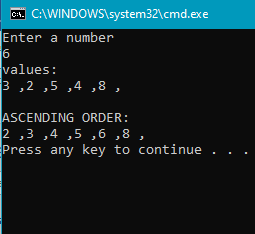 C:\WINDOWS\system32\cmd.exe
Enter a number
6
values:
3 ,2 ,5 ,4 ,8 ,
ASCENDING ORDER:
2 ,3 ,4 ,5 ,6 ,8 ,
Press any key to continue . . .